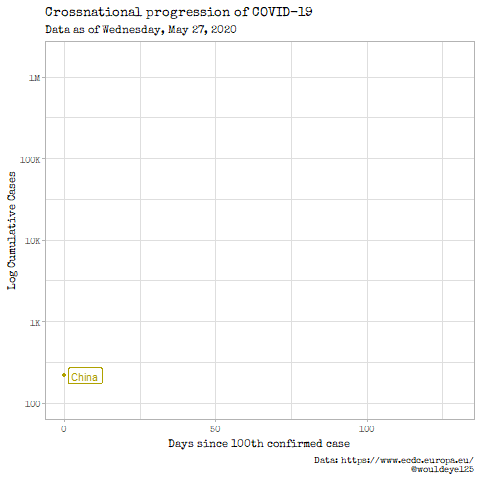 Crossnational progression of COVID-19
Data as of Wednesday, May 27, 2020
1M
100K
10K
1K
100
Log Cumulative Cases
China
0 50 100
Days since 100th confirmed case
Data: https://www.ecdc.europa.eu/
@wouldeye125